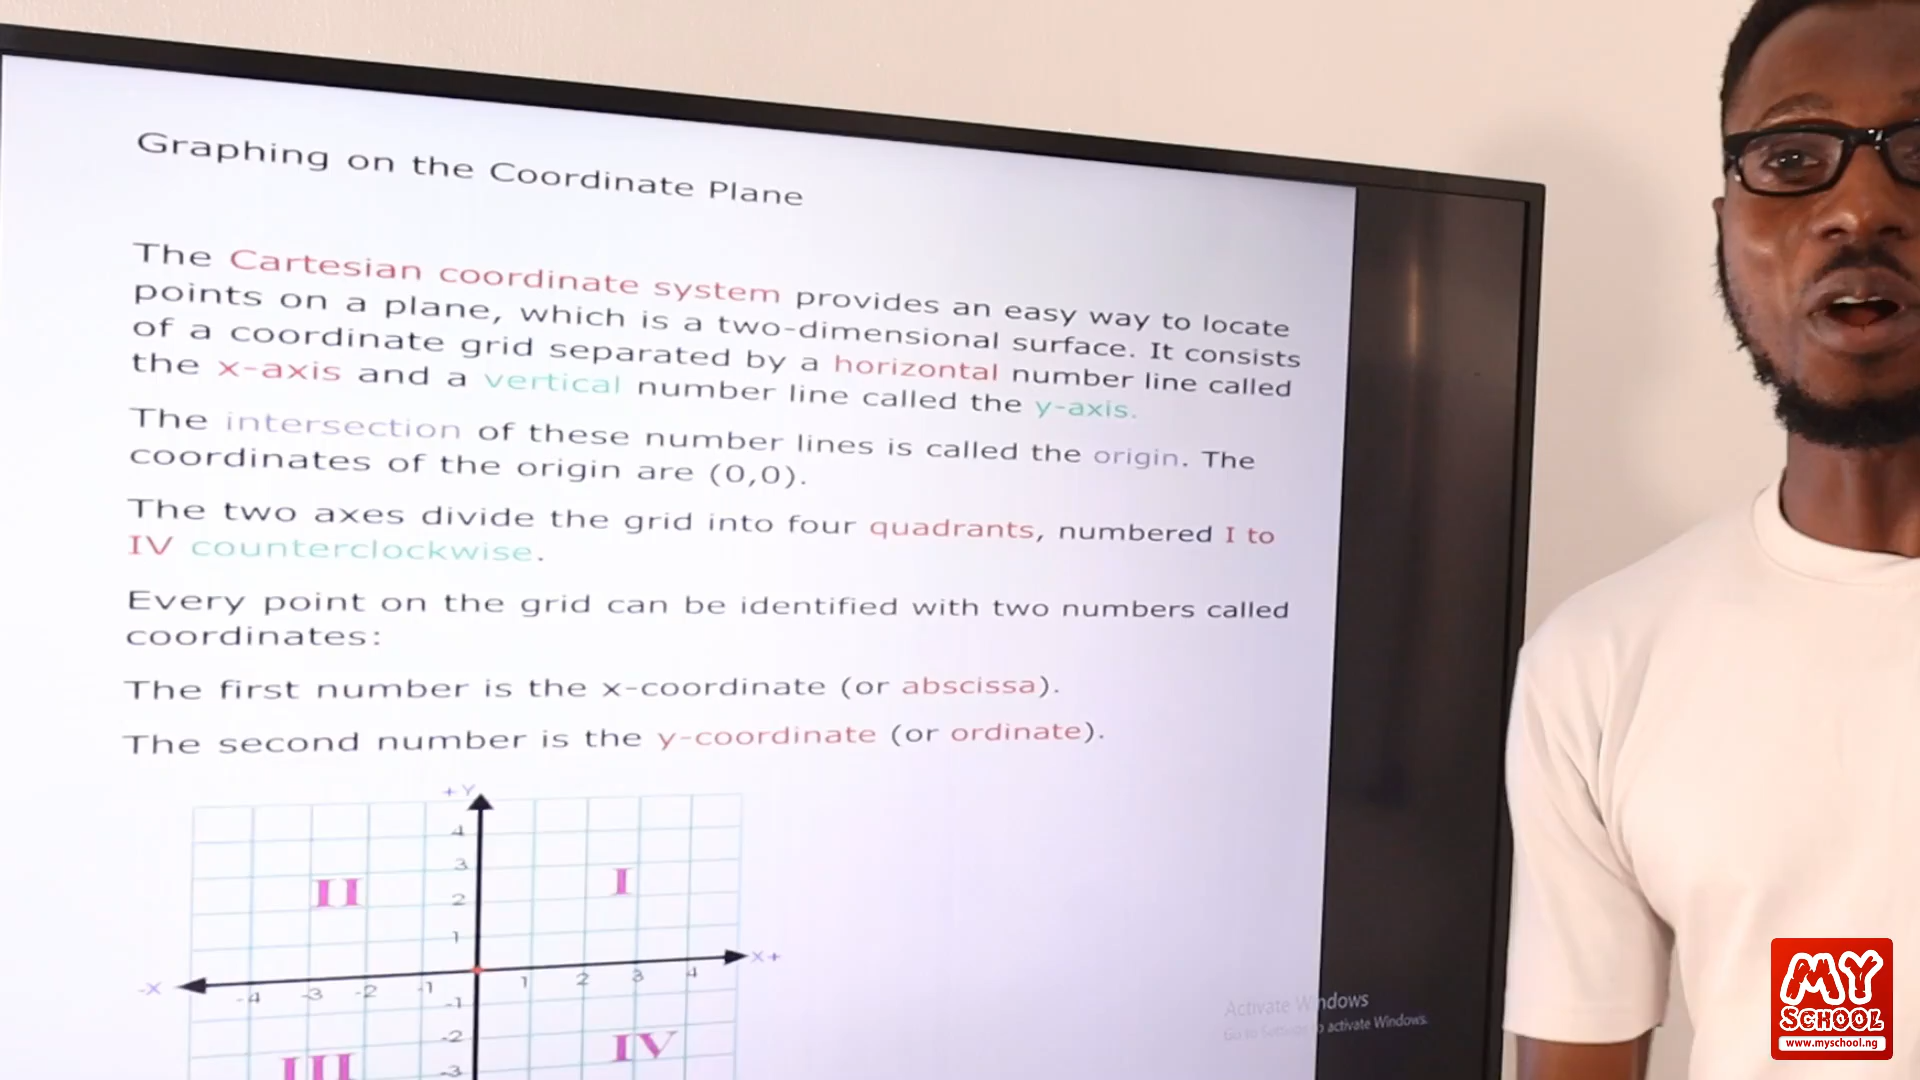 Graphing on the Coordinate Plane
The Cartesian coordinate system provides an easy way to locate
points on a plane, which is a two-dimensional surface. It consists
of a coordinate grid separated by a horizontal number line called
the x-axis and a vertical number line called the y-axis.
The intersection of these number lines is called the origin. The
coordinates of the origin are (0,0).
The two axes divide the grid into four quadrants, numbered I to
IV counterclockwise.
Every point on the grid can be identified with two numbers called
coordinates:
The first number is the x-coordinate (or abscissa).
The second number is the y-coordinate (or ordinate).
+Y
4
3
II I
2
1
-X -4 -3 -2 -1 1 2 3 4 X+
-1
-2
III IV
-3
Activate Windows
Go to Settings to activate Windows.
MY
SCHOOL
www.myschool.ng